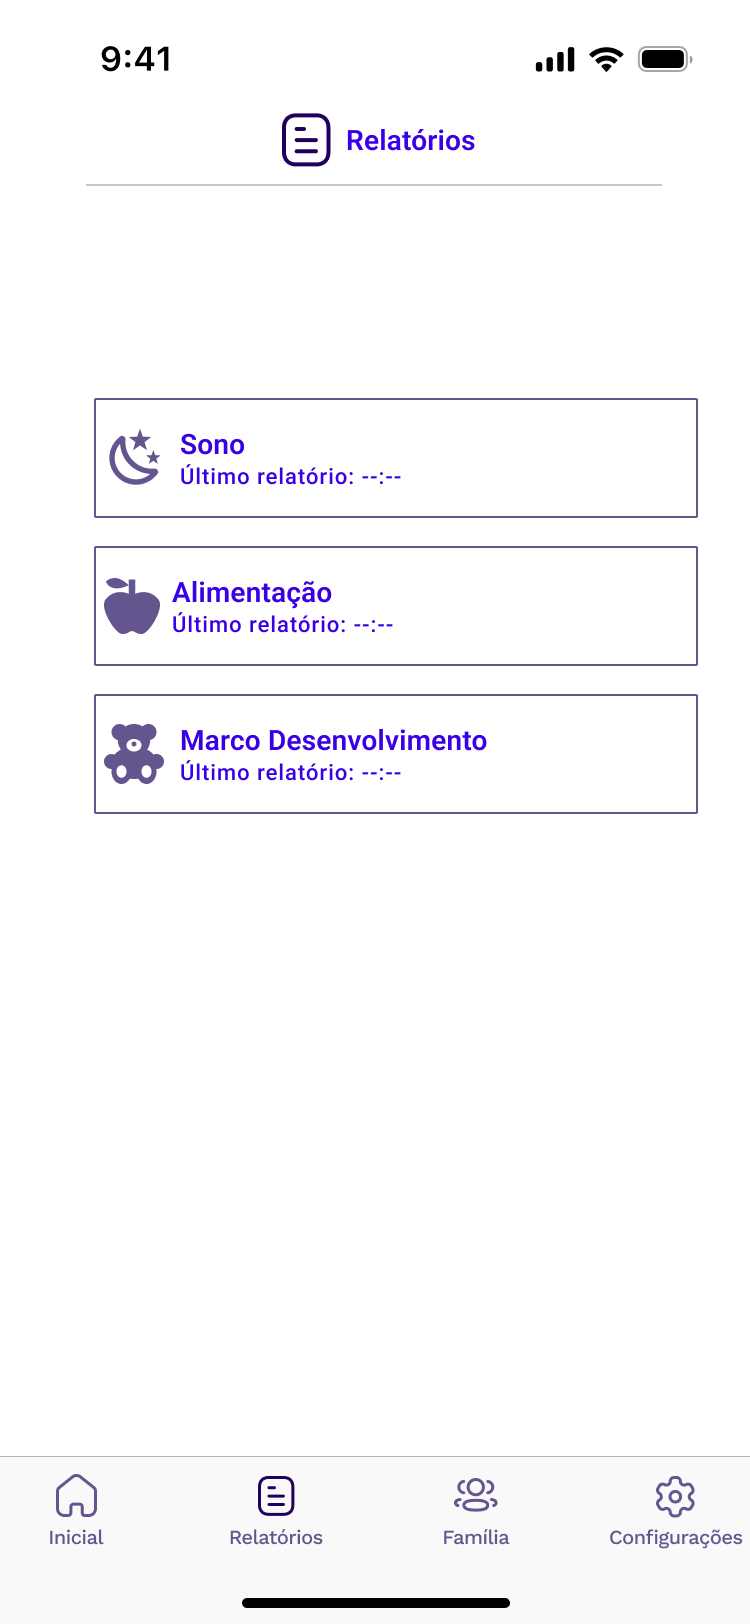 9:41
Relatórios
Sono
Último relatório: --:--
Alimentação
Último relatório: --:--
Marco Desenvolvimento
Último relatório: --:--
Inicial
Relatórios
Família
Configurações